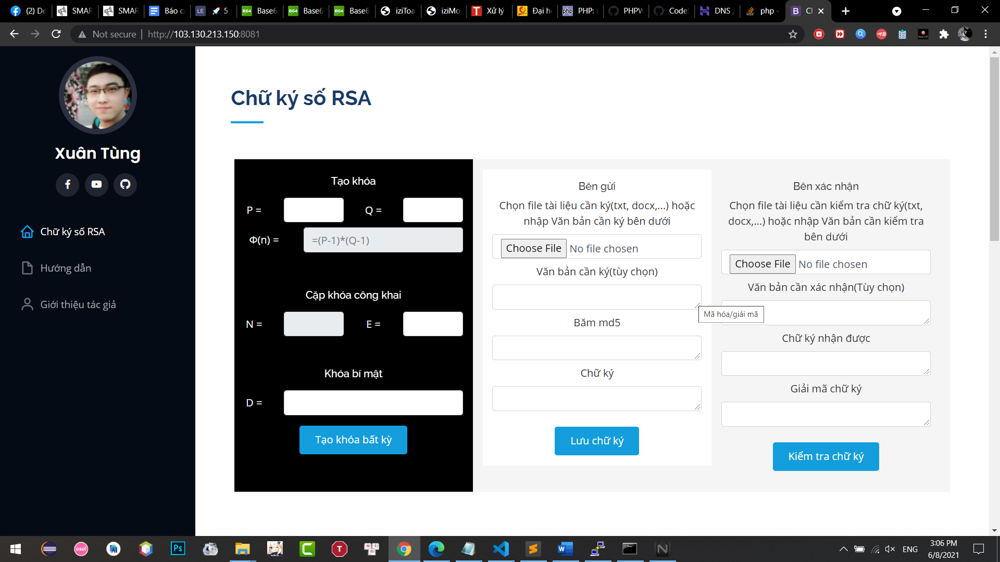 (2) De
SMAR
SMAR
Báo c
LE
5
B64
Base6
B64
Base6
B64
Base6
iziToa
iziMo
T
Xử lý
Đại h
php
PHP:
PHPW
Code
DNS
php -
B
Not secure
http://103.130.213.150:8081
Xuân Tùng
Chữ ký số RSA
Hướng dẫn
Giới thiệu tác giả
Chữ ký số RSA
Tạo khóa
P =
Q =
Φ(n) =
=(P-1)*(Q-1)
Cặp khóa công khai
N =
E =
Khóa bí mật
D =
Tạo khóa bất kỳ
Bên gửi
Chọn file tài liệu cần ký(txt, docx,...) hoặc
nhập Văn bản cần ký bên dưới
Choose File No file chosen
Văn bản cần ký(tùy chọn)
Băm md5
Chữ ký
Lưu chữ ký
Mã hóa/giải mã
Bên xác nhận
Chọn file tài liệu cần kiểm tra chữ ký(txt,
docx,...) hoặc nhập Văn bản cần kiểm tra
bên dưới
Choose File No file chosen
Văn bản cần xác nhận(Tùy chọn)
Chữ ký nhận được
Giải mã chữ ký
Kiểm tra chữ ký
osu!
Ps
T
ENG
3:06 PM
6/8/2021